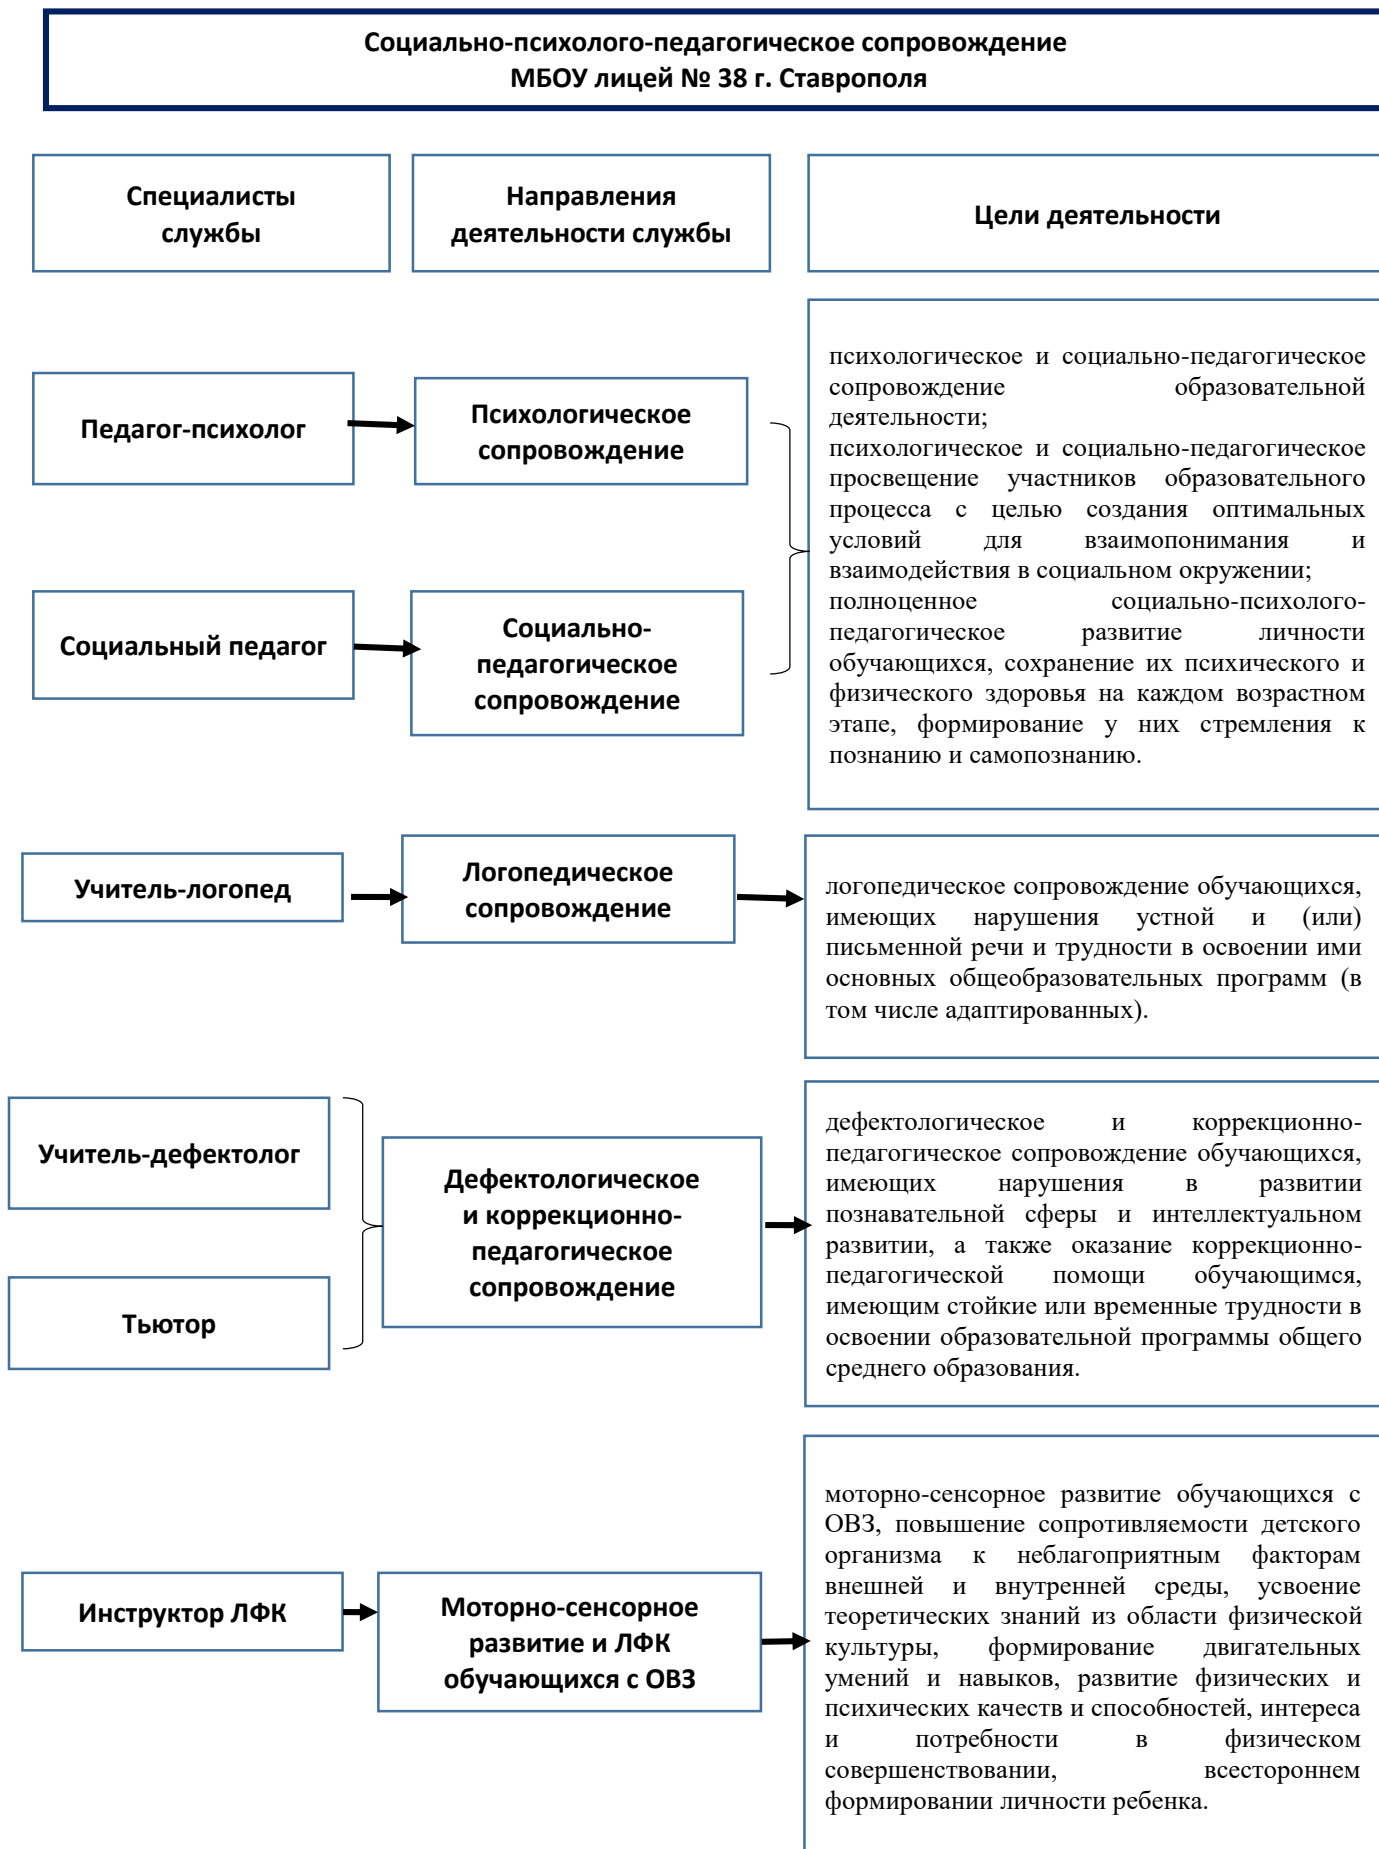 Социально-психолого-педагогическое сопровождение
МБОУ лицей № 38 г. Ставрополя
Специалисты
службы
Направления
деятельности службы
Цели деятельности
Педагог-психолог
Психологическое
сопровождение
Социальный педагог
Социально-
педагогическое
сопровождение
психологическое и социально-педагогическое
сопровождение образовательной
деятельности;
психологическое и социально-педагогическое
просвещение участников образовательного
процесса с целью создания оптимальных
условий для взаимопонимания и
взаимодействия в социальном окружении;
полноценное социально-психолого-
педагогическое развитие личности
обучающихся, сохранение их психического и
физического здоровья на каждом возрастном
этапе, формирование у них стремления к
познанию и самопознанию.
Учитель-логопед
Логопедическое
сопровождение
логопедическое сопровождение обучающихся,
имеющих нарушения устной и (или)
письменной речи и трудности в освоении ими
основных общеобразовательных программ (в
том числе адаптированных).
Учитель-дефектолог
Тьютор
Дефектологическое
и коррекционно-
педагогическое
сопровождение
дефектологическое и коррекционно-
педагогическое сопровождение обучающихся,
имеющих нарушения в развитии
познавательной сферы и интеллектуальном
развитии, а также оказание коррекционно-
педагогической помощи обучающимся,
имеющим стойкие или временные трудности в
освоении образовательной программы общего
среднего образования.
Инструктор ЛФК
Моторно-сенсорное
развитие и ЛФК
обучающихся с ОВЗ
моторно-сенсорное развитие обучающихся с
ОВЗ, повышение сопротивляемости детского
организма к неблагоприятным факторам
внешней и внутренней среды, усвоение
теоретических знаний из области физической
культуры, формирование двигательных
умений и навыков, развитие физических и
психических качеств и способностей, интереса
и потребности в физическом
совершенствовании, всестороннем
формировании личности ребенка.